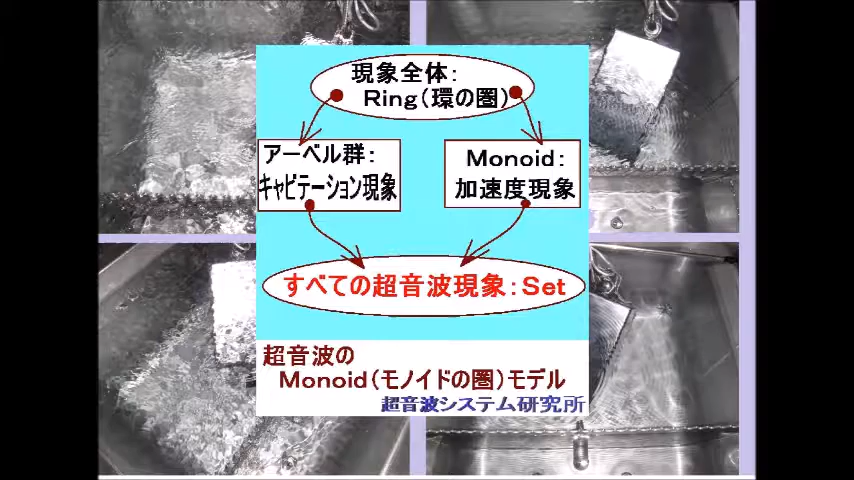 現象全体：
Ring（環の圏）
アーベル群：
キャビテーション現象
Monoid：
加速度現象
すべての超音波現象：Set
超音波の
Monoid（モノイドの圏）モデル
超音波システム研究所